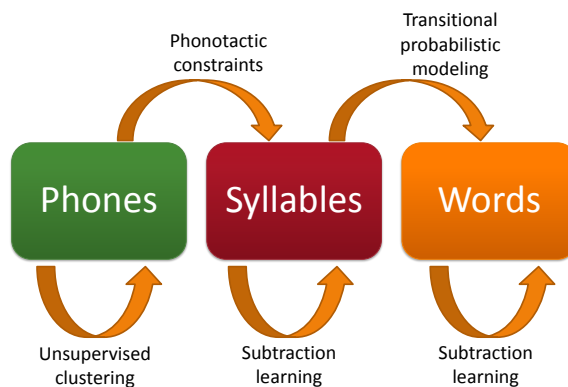 Phonotactic
constraints
Transitional
probabilistic
modeling
Phones
Syllables
Words
Unsupervised
clustering
Subtraction
learning
Subtraction
learning